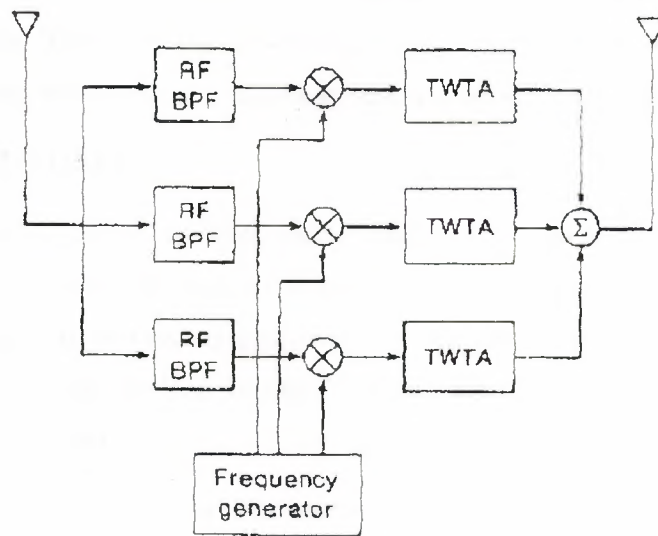 RF
BPF
TWTA
RF
BPF
TWTA
Σ
RF
BPF
TWTA
Frequency
generator